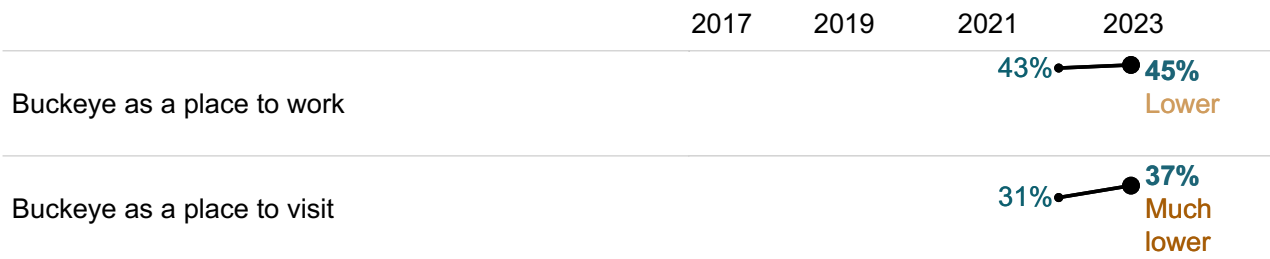 2017 2019 2021 2023
43% 45%
Buckeye as a place to work Lower
37%
31%
Buckeye as a place to visit Much
lower